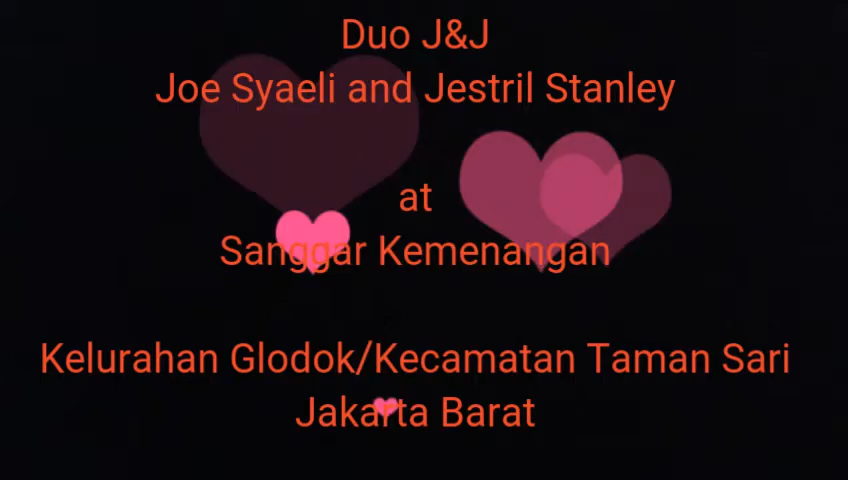 Duo J&J
Joe Syaeli and Jestril Stanley
at
Sanggar Kemenangan
Kelurahan Glodok/Kecamatan Taman Sari
Jakarta Barat